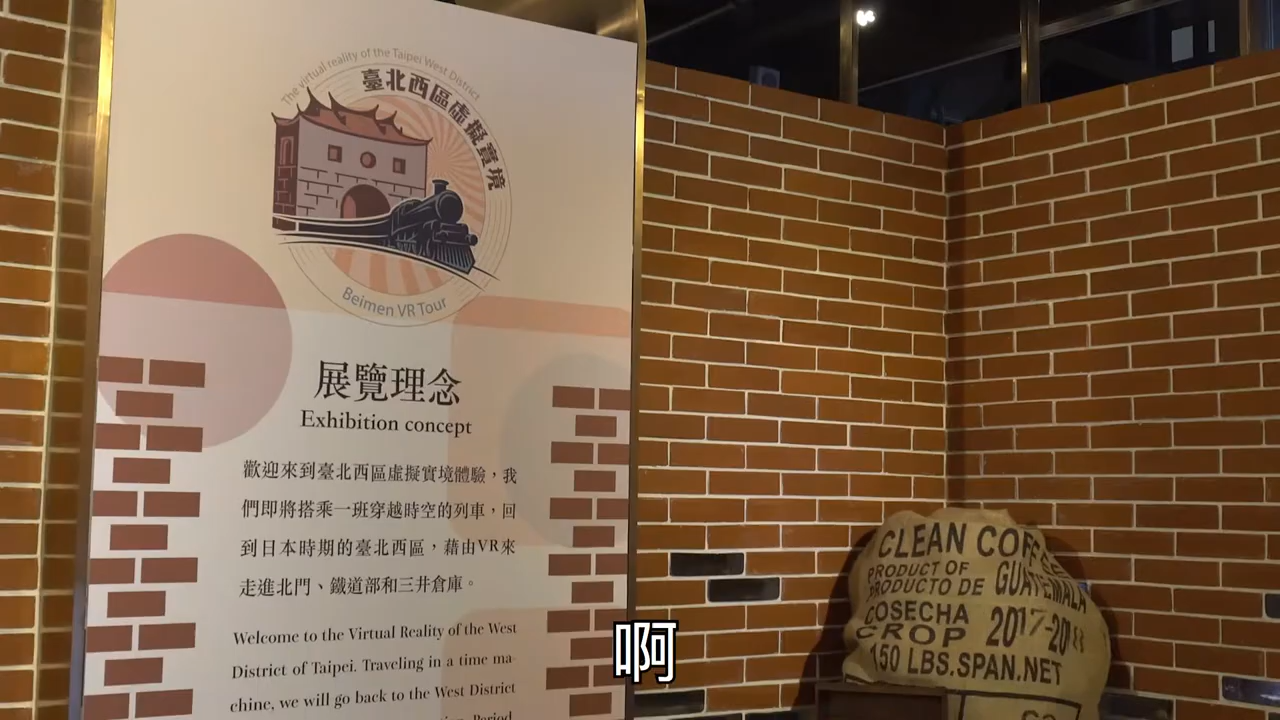 The virtual reality of the Taipei West District
臺北西區虛擬實境
Beimen VR Tour
展覽理念
Exhibition concept
歡迎來到臺北西區虛擬實境體驗，我
們即將搭乘一班穿越時空的列車，回
到日本時期的臺北西區，藉由VR來
走進北門、鐵道部和三井倉庫。
Welcome to the Virtual Reality of the West
District of Taipei. Traveling in a time ma-
chine, we will go back to the West District
Period
CLEAN COFFEE
PRODUCT OF
PRODUCTO DE GUATEMALA
COSECHA
CROP 2017-2018
150 LBS.SPAN.NET
啊